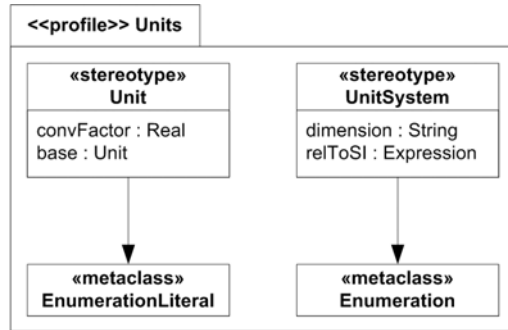 <<profile>> Units
«stereotype»
Unit
convFactor : Real
base : Unit
«stereotype»
UnitSystem
dimension : String
relToSI : Expression
«metaclass»
EnumerationLiteral
«metaclass»
Enumeration